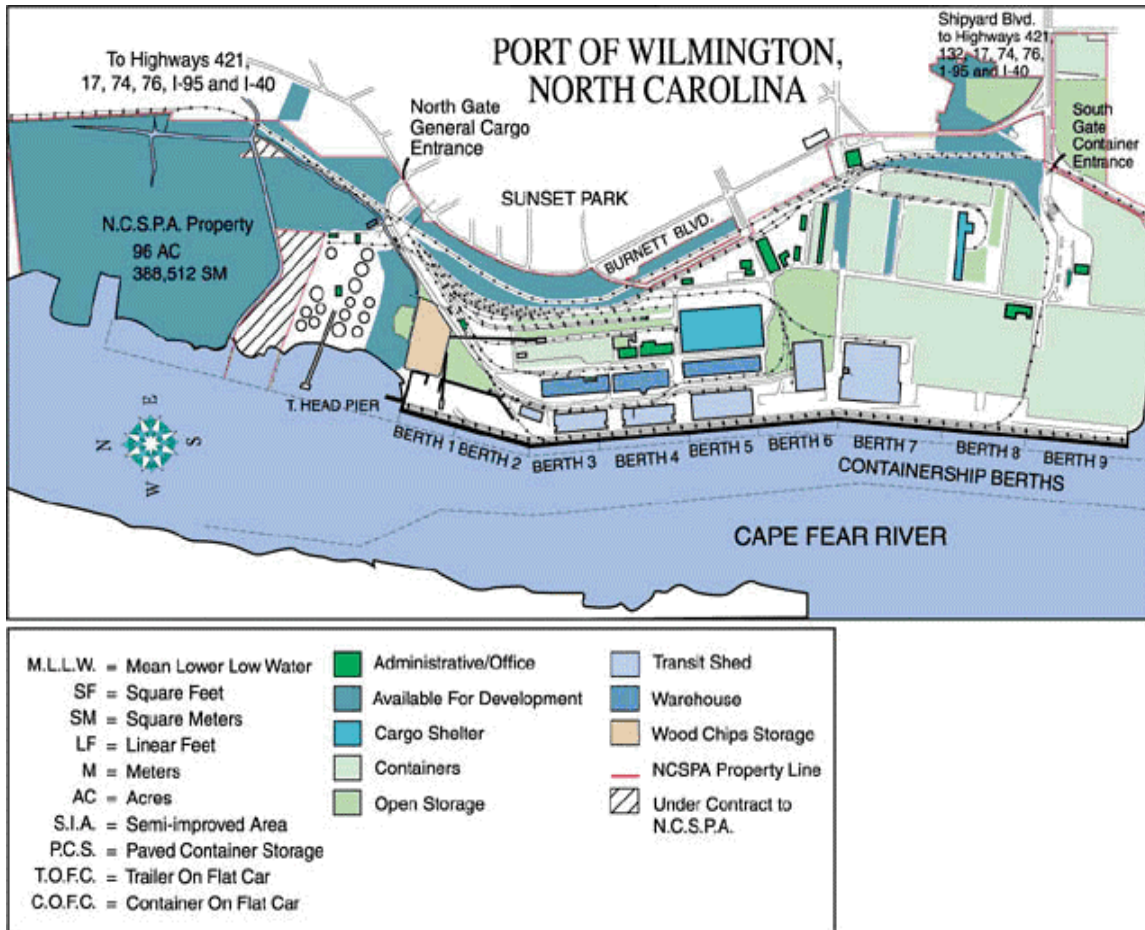 PORT OF WILMINGTON,
NORTH CAROLINA
To Highways 421,
17, 74, 76, I-95 and I-40
North Gate
General Cargo
Entrance
Shipyard Blvd.
to Highways 421
132, 17, 74, 76,
1-95 and I-40
South
Gate
Container
Entrance
SUNSET PARK
BURNETT BLVD.
N.C.S.P.A. Property
96 AC
388,512 SM
T. HEAD PIER
BERTH 1
BERTH 2
BERTH 3
BERTH 4
BERTH 5
BERTH 6
BERTH 7
BERTH 8
BERTH 9
CONTAINERSHIP BERTHS
CAPE FEAR RIVER
N
E
S
W
M.L.L.W. = Mean Lower Low Water
SF = Square Feet
SM = Square Meters
LF = Linear Feet
M = Meters
AC = Acres
S.I.A. = Semi-improved Area
P.C.S. = Paved Container Storage
T.O.F.C. = Trailer On Flat Car
C.O.F.C. = Container On Flat Car
Administrative/Office
Available For Development
Cargo Shelter
Containers
Open Storage
Transit Shed
Warehouse
Wood Chips Storage
NCSPA Property Line
Under Contract to
N.C.S.P.A.